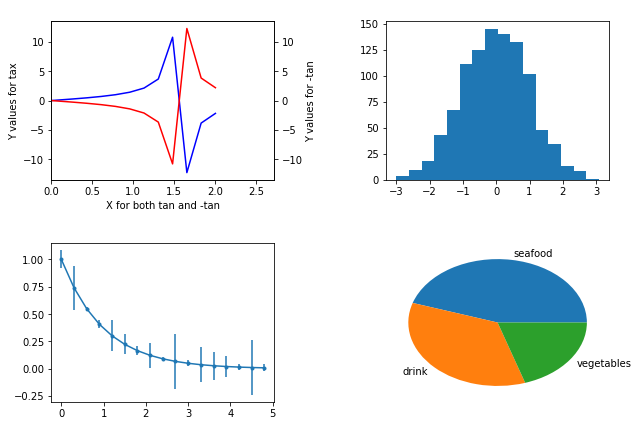 10
5
0
−5
−10
Y values for tax
0.0 0.5 1.0 1.5 2.0 2.5
X for both tan and -tan
10
5
0
−5
−10
Y values for -tan
150
125
100
75
50
25
0
−3 −2 −1 0 1 2 3
1.00
0.75
0.50
0.25
0.00
−0.25
0 1 2 3 4 5
seafood
drink
vegetables